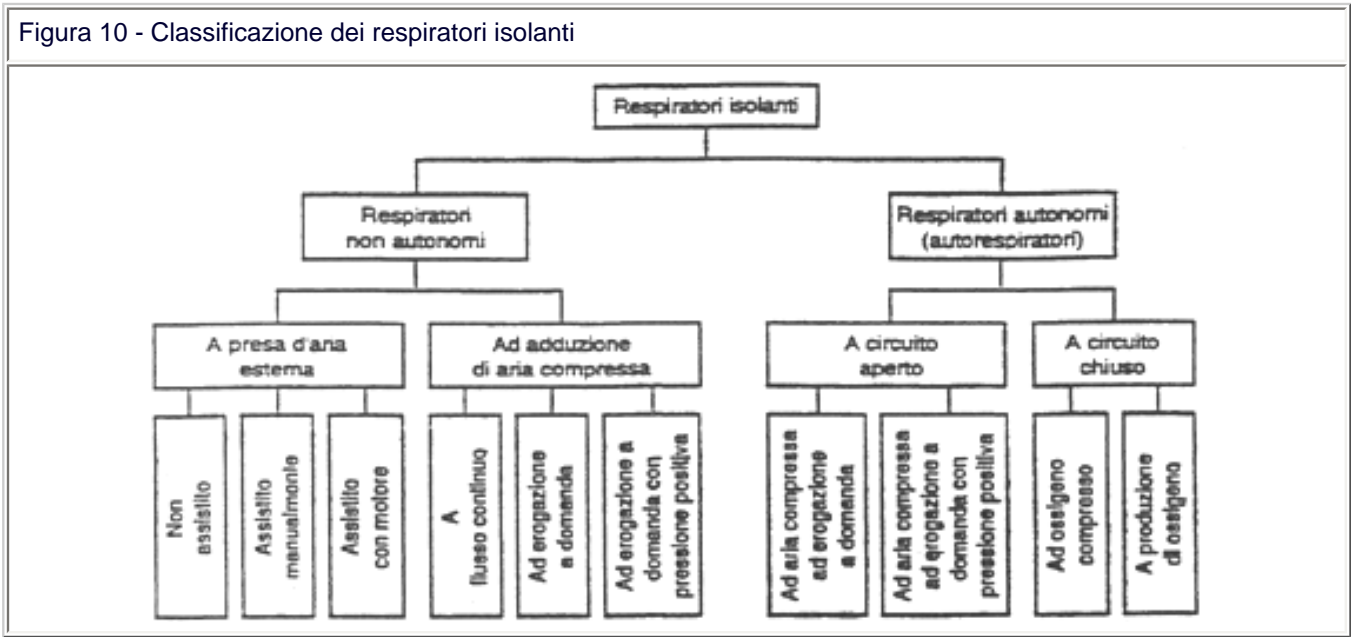 Figura 10 - Classificazione dei respiratori isolanti
Respiratori isolanti
Respiratori
non autonomi
Respiratori autonomi
(autorespiratori)
A presa d'aria
esterna
Ad adduzione
di aria compressa
A circuito
aperto
A circuito
chiuso
Non
assistito
Assistito
manualmente
Assistito
con motore
A
flusso continuo
Ad erogazione
a domanda
Ad erogazione a
domanda con
pressione positiva
Ad aria compressa
ad erogazione
a domanda
Ad aria compressa
ad erogazione a
domanda con
pressione positiva
Ad ossigeno
compresso
A produzione
di ossigeno